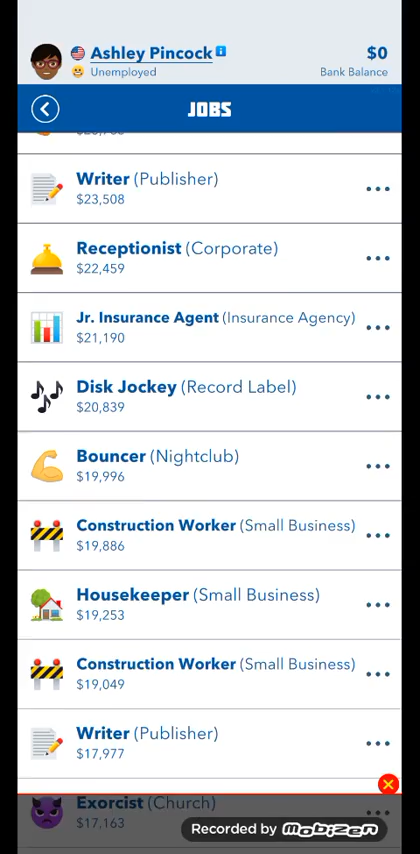 Ashley Pincock i
$0
Unemployed
Bank Balance
JOBS
Writer (Publisher)
$23,508
Receptionist (Corporate)
$22,459
Jr. Insurance Agent (Insurance Agency)
$21,190
Disk Jockey (Record Label)
$20,839
Bouncer (Nightclub)
$19,996
Construction Worker (Small Business)
$19,886
Housekeeper (Small Business)
$19,253
Construction Worker (Small Business)
$19,049
Writer (Publisher)
$17,977
Exorcist (Church)
$17,163
Recorded by MOBIZEN